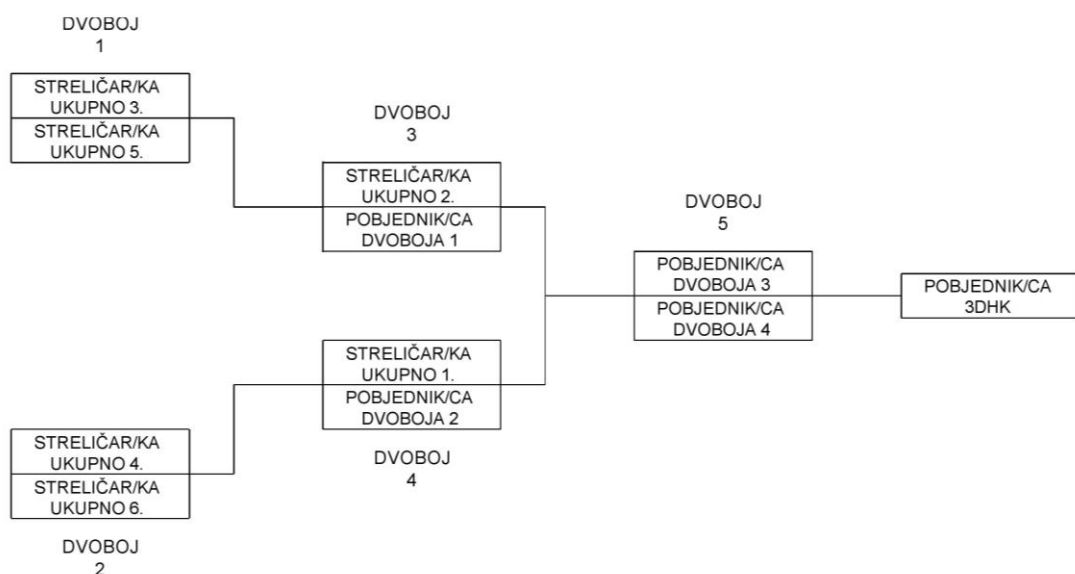 DVOBOJ
1
STRELIČAR/KA
UKUPNO 3.
STRELIČAR/KA
UKUPNO 5.
DVOBOJ
3
STRELIČAR/KA
UKUPNO 2.
POBJEDNIK/CA
DVOBOJA 1
DVOBOJ
5
POBJEDNIK/CA
DVOBOJA 3
POBJEDNIK/CA
DVOBOJA 4
POBJEDNIK/CA
3DHK
STRELIČAR/KA
UKUPNO 1.
POBJEDNIK/CA
DVOBOJA 2
DVOBOJ
4
STRELIČAR/KA
UKUPNO 4.
STRELIČAR/KA
UKUPNO 6.
DVOBOJ
2